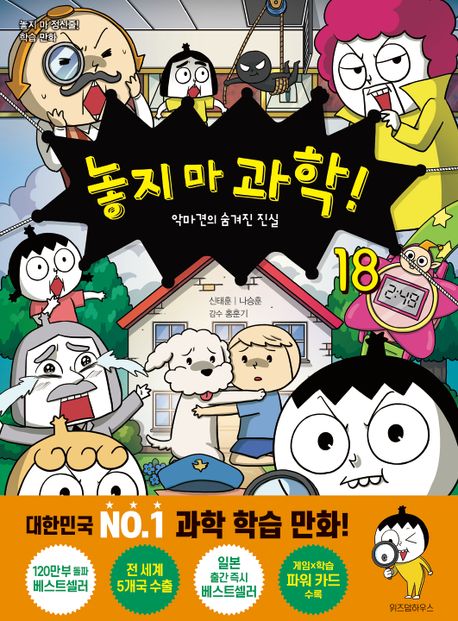 놓지 마 정신줄!
학습 만화
놓지 마 과학!
악마견의 숨겨진 진실
18
신태훈 | 나승훈
감수 홍훈기
2:48
대한민국 NO.1 과학 학습 만화!
120만 부 돌파
베스트셀러
전 세계
5개국 수출
일본
출간 즉시
베스트셀러
게임×학습
파워 카드
수록
위즈덤하우스